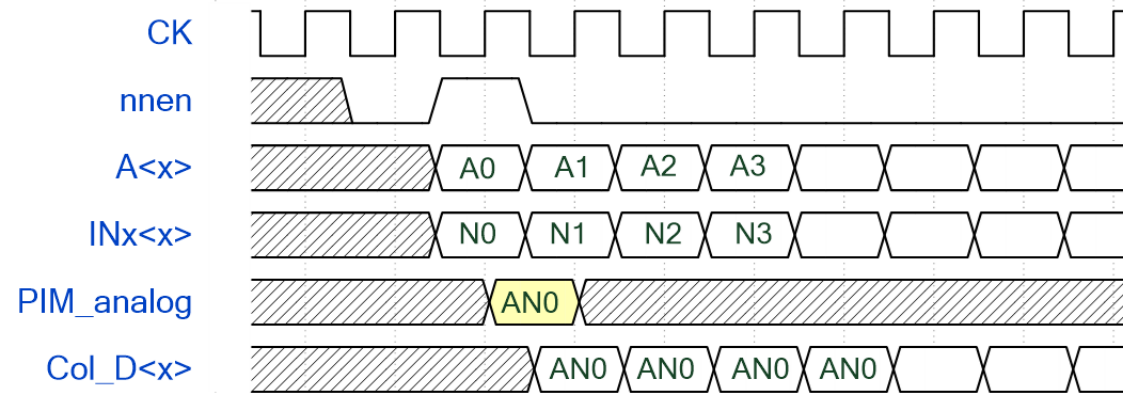 CK
nnen
A<x> A0 A1 A2 A3
INx<x> N0 N1 N2 N3
PIM_analog AN0
Col_D<x> AN0 AN0 AN0 AN0